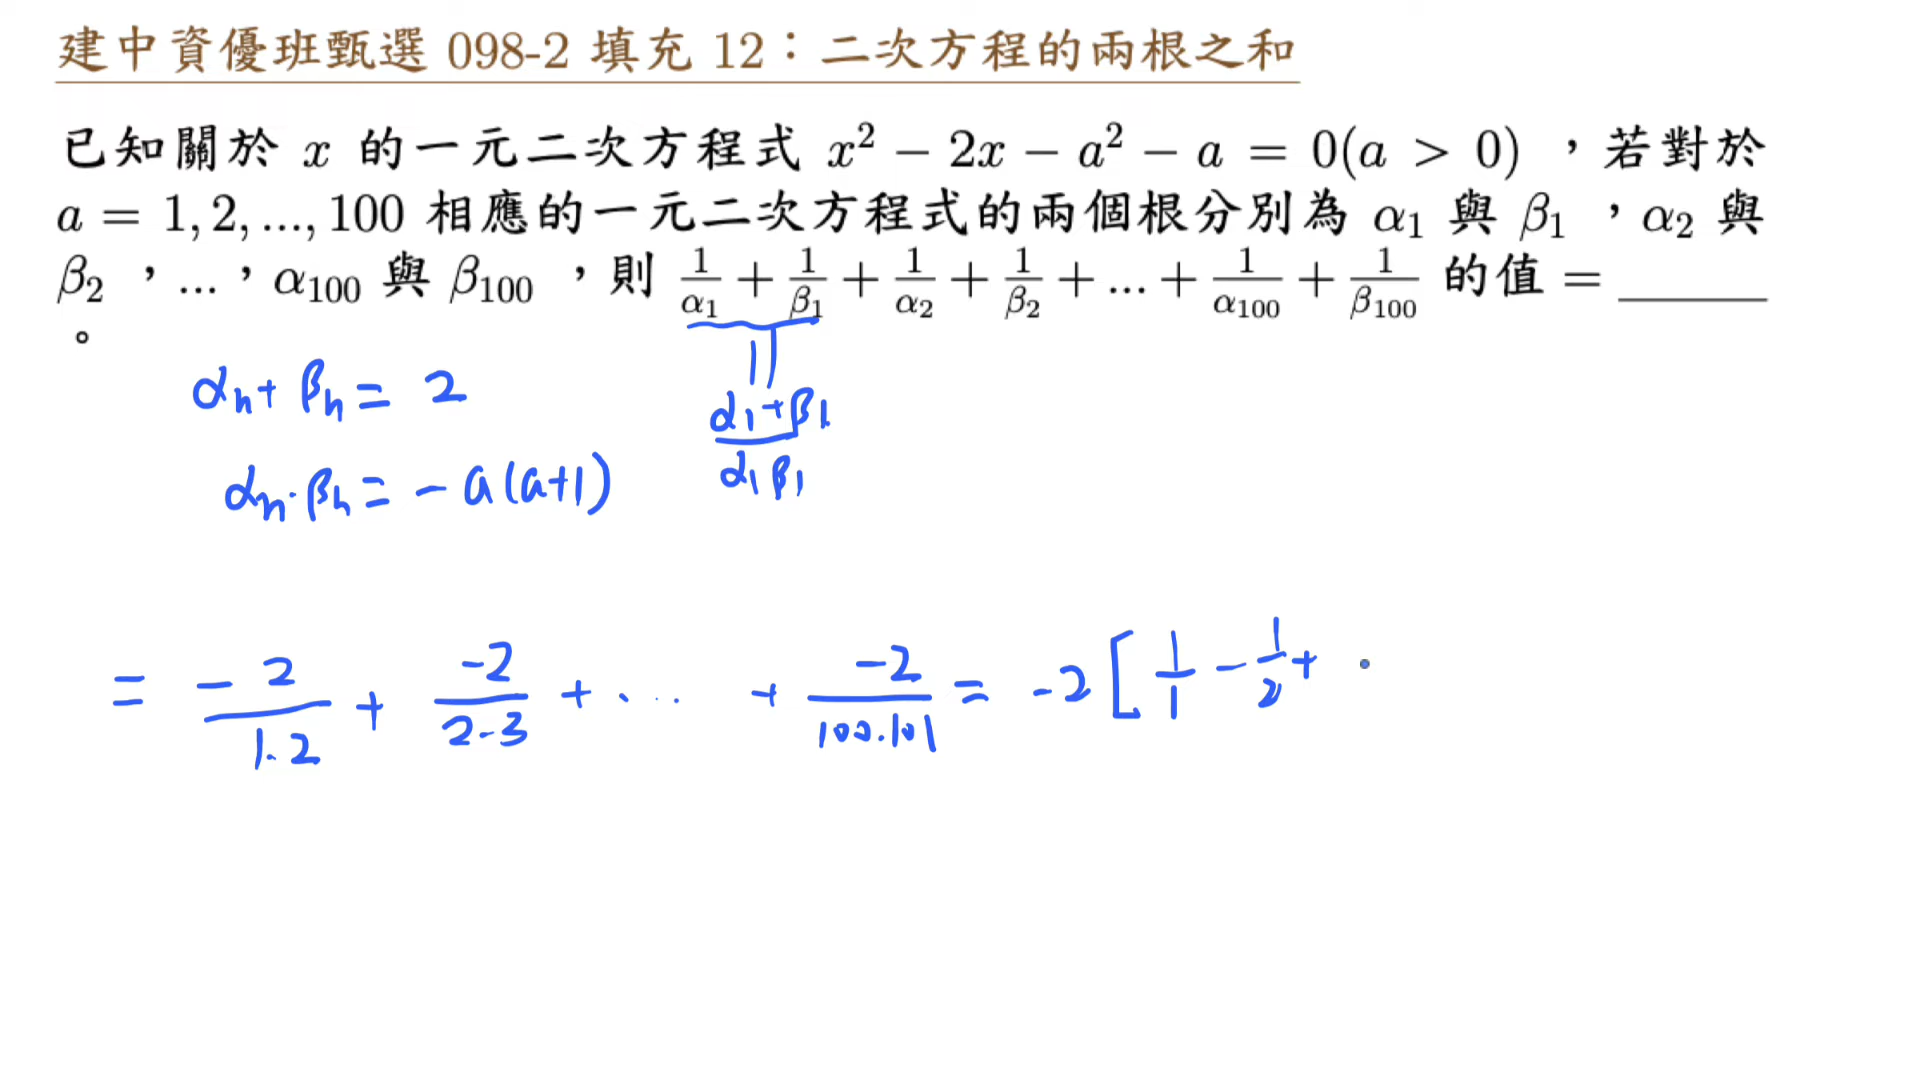 建中資優班甄選 098-2 填充 12：二次方程的兩根之和
已知關於 x 的一元二次方程式 x² − 2x − a² − a = 0(a > 0) ，若對於
a = 1, 2, ..., 100 相應的一元二次方程式的兩個根分別為 α₁ 與 β₁ ，α₂ 與
β₂ ，... ，α₁₀₀ 與 β₁₀₀ ，則 1/α₁ + 1/β₁ + 1/α₂ + 1/β₂ + ... + 1/α₁₀₀ + 1/β₁₀₀ 的值 = ______
。
αₙ + βₙ = 2
αₙ · βₙ = − a(a+1)
||
(α₁+β₁)/(α₁β₁)
= −2/(1·2) + −2/(2·3) + ... + −2/(100·101) = −2 [ 1/1 − 1/2 + ·